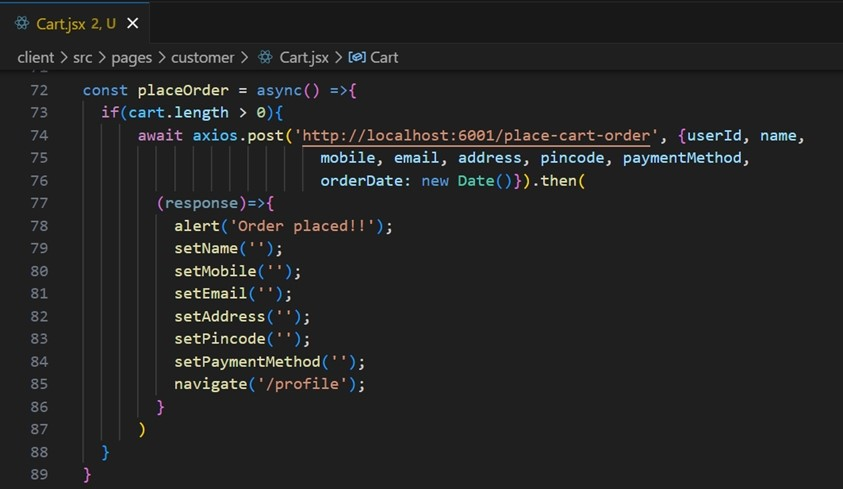 Cart.jsx 2, U ×
client > src > pages > customer > Cart.jsx > Cart
72 const placeOrder = async() =>{
73 if(cart.length > 0){
74 await axios.post('http://localhost:6001/place-cart-order', {userId, name,
75 mobile, email, address, pincode, paymentMethod,
76 orderDate: new Date()}).then(
77 (response)=>{
78 alert('Order placed!!');
79 setName('');
80 setMobile('');
81 setEmail('');
82 setAddress('');
83 setPincode('');
84 setPaymentMethod('');
85 navigate('/profile');
86 }
87 )
88 }
89 }